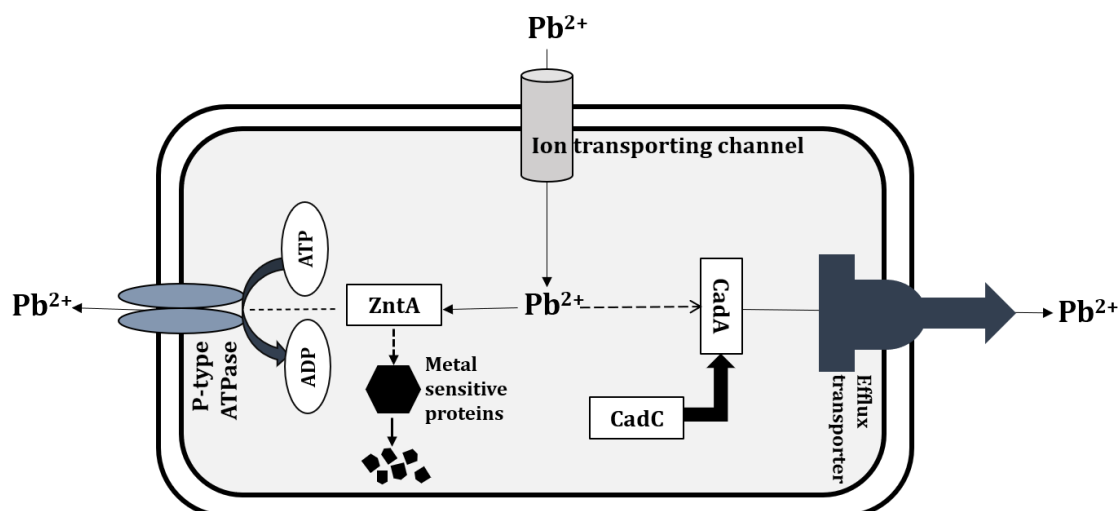 Pb2+
Ion transporting channel
ATP
Pb2+
ZntA
Pb2+
CadA
Pb2+
P-type
ATPase
ADP
Metal
sensitive
proteins
CadC
Efflux
transporter